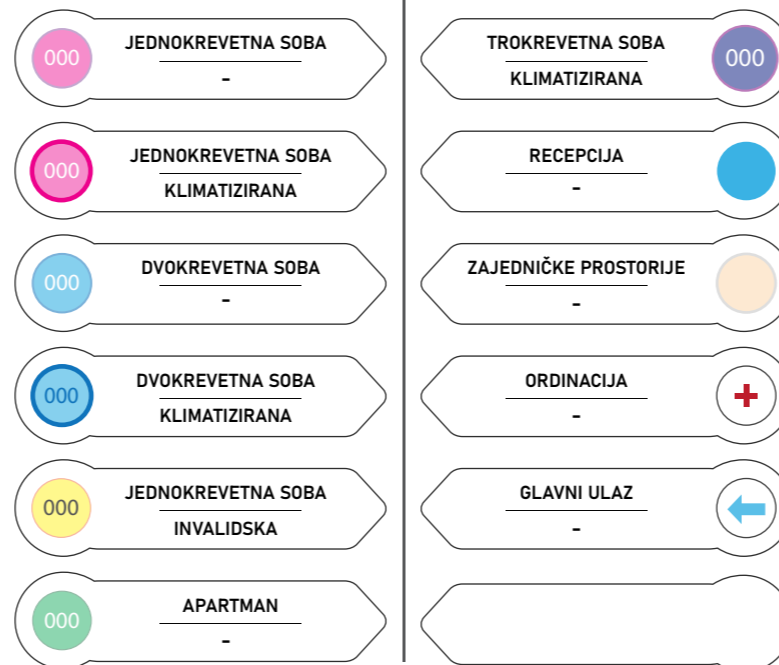 000
JEDNOKREVETNA SOBA
-
000
JEDNOKREVETNA SOBA
KLIMATIZIRANA
000
DVOKREVETNA SOBA
-
000
DVOKREVETNA SOBA
KLIMATIZIRANA
000
JEDNOKREVETNA SOBA
INVALIDSKA
000
APARTMAN
-
TROKREVETNA SOBA
KLIMATIZIRANA
000
RECEPCIJA
-
ZAJEDNIČKE PROSTORIJE
-
ORDINACIJA
-
GLAVNI ULAZ
-